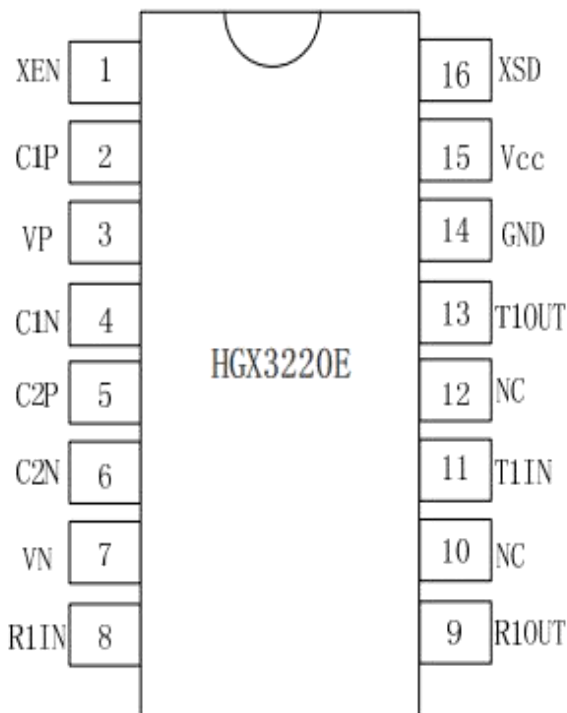 XEN 1 16 XSD
C1P 2 15 Vcc
VP 3 14 GND
C1N 4 13 T1OUT
HGX3220E
C2P 5 12 NC
C2N 6 11 T1IN
VN 7 10 NC
R1IN 8 9 R1OUT